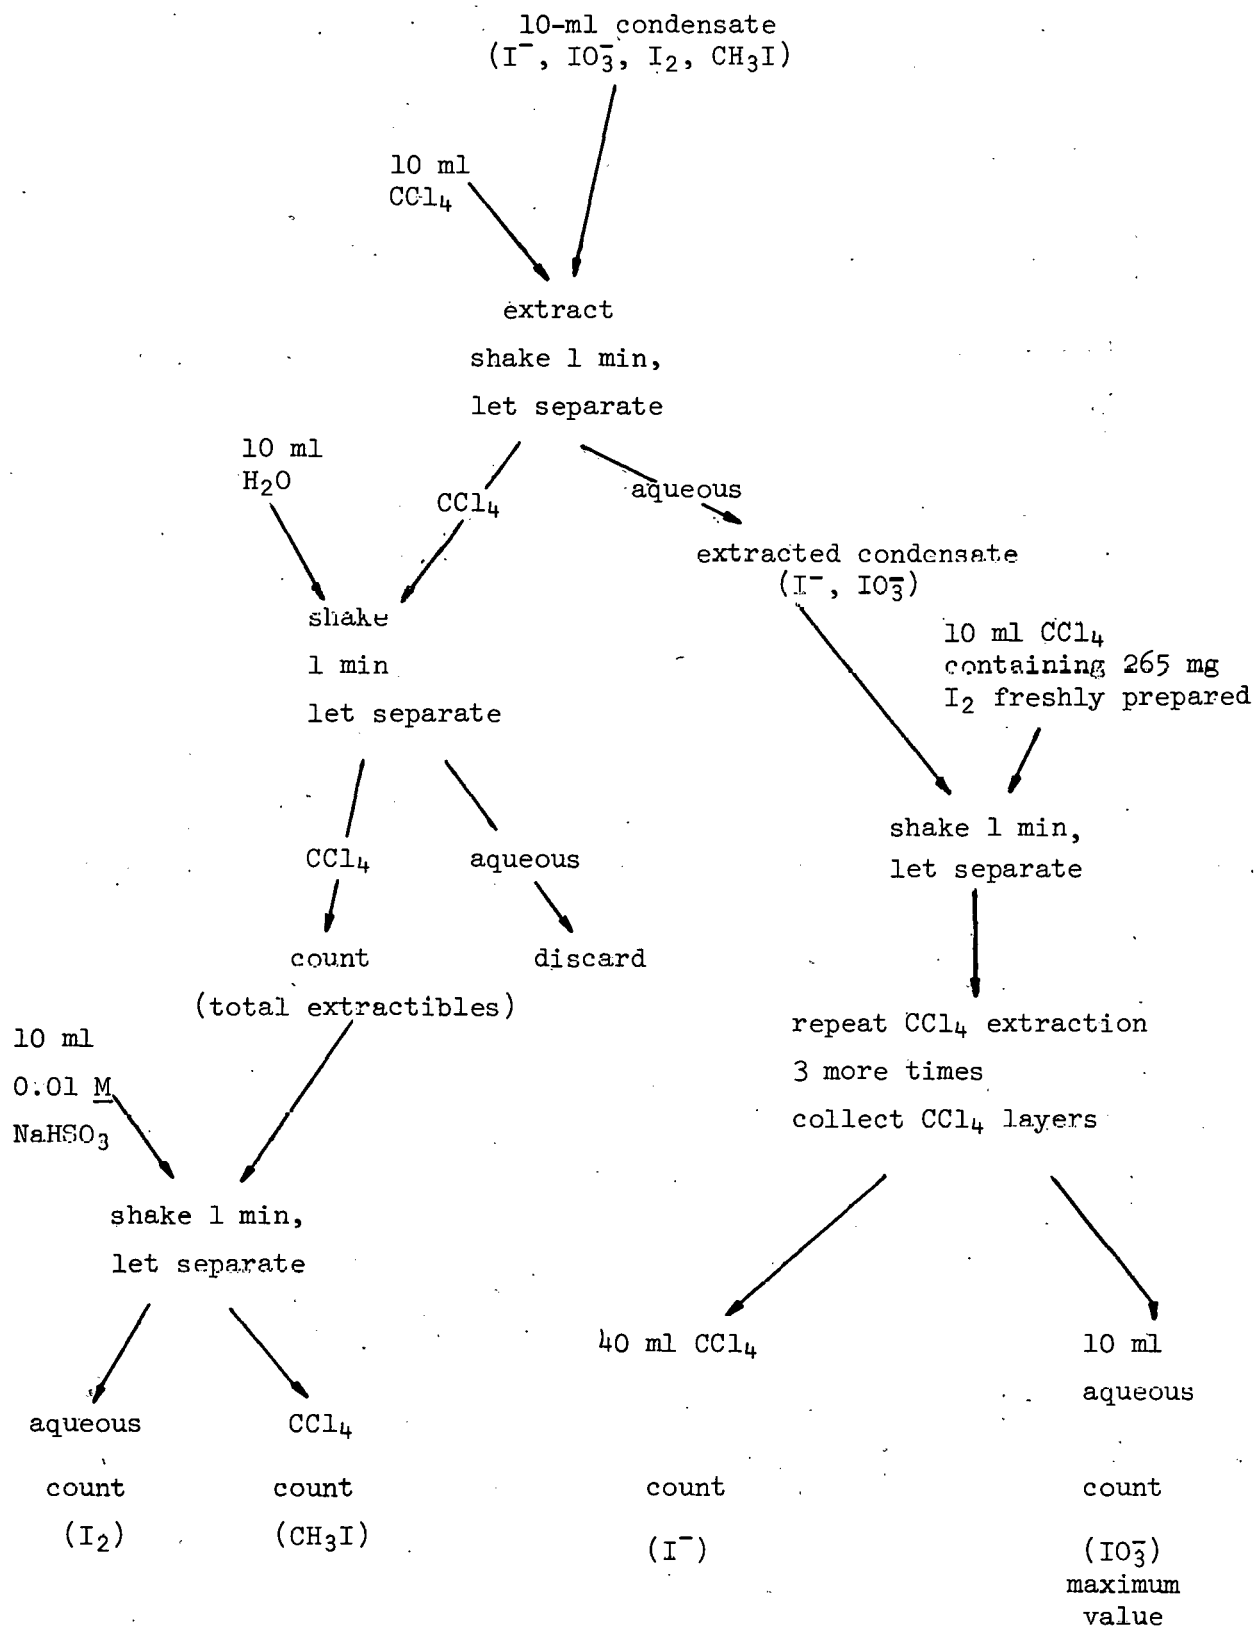 10-ml condensate
(I⁻, IO₃⁻, I₂, CH₃I)
10 ml
CCl₄
extract
shake 1 min,
let separate
10 ml
H₂O
CCl₄
aqueous
extracted condensate
(I⁻, IO₃⁻)
shake
1 min
let separate
10 ml CCl₄
containing 265 mg
I₂ freshly prepared
shake 1 min,
let separate
CCl₄
aqueous
count
discard
(total extractibles)
repeat CCl₄ extraction
3 more times
collect CCl₄ layers
10 ml
0.01 M
NaHSO₃
shake 1 min,
let separate
40 ml CCl₄
10 ml
aqueous
aqueous
CCl₄
count
(I₂)
count
(CH₃I)
count
(I⁻)
count
(IO₃⁻)
maximum
value